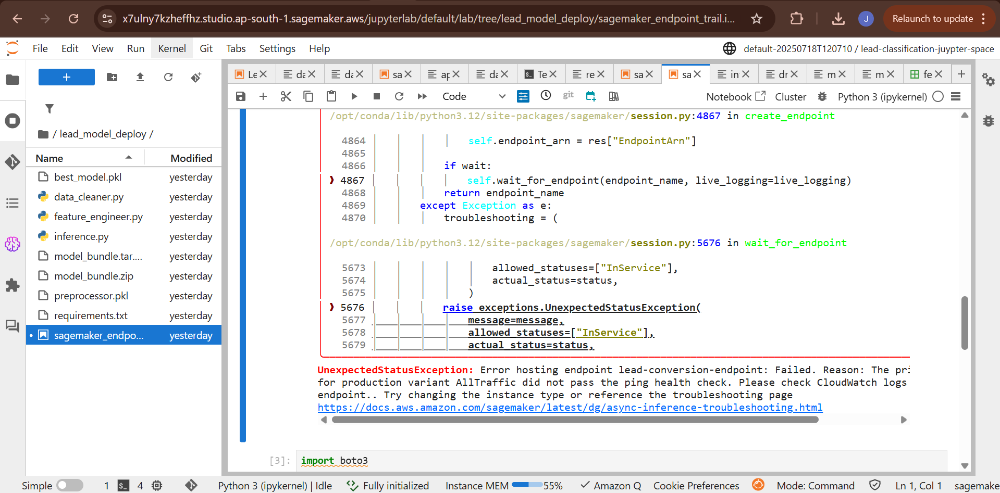 x7ulny7kzheffhz.studio.ap-south-1.sagemaker.aws/jupyterlab/default/lab/tree/lead_model_deploy/sagemaker_endpoint_trail.i...
J
Relaunch to update
File Edit View Run Kernel Git Tabs Settings Help
default-20250718T120710 / lead-classification-juypter-space
+
Le da da sa ap da Te re sa sa in dr m m fe
Code
git
Notebook Cluster Python 3 (ipykernel)
/ lead_model_deploy /
Name Modified
best_model.pkl yesterday
data_cleaner.py yesterday
feature_engineer.py yesterday
inference.py yesterday
model_bundle.tar.... yesterday
model_bundle.zip yesterday
preprocessor.pkl yesterday
requirements.txt yesterday
sagemaker_endpo... yesterday
/opt/conda/lib/python3.12/site-packages/sagemaker/session.py:4867 in create_endpoint
4864 self.endpoint_arn = res["EndpointArn"]
4865
4866 if wait:
❱ 4867 self.wait_for_endpoint(endpoint_name, live_logging=live_logging)
4868 return endpoint_name
4869 except Exception as e:
4870 troubleshooting = (
/opt/conda/lib/python3.12/site-packages/sagemaker/session.py:5676 in wait_for_endpoint
5673 allowed_statuses=["InService"],
5674 actual_status=status,
5675 )
❱ 5676 raise exceptions.UnexpectedStatusException(
5677 message=message,
5678 allowed_statuses=["InService"],
5679 actual_status=status,
UnexpectedStatusException: Error hosting endpoint lead-conversion-endpoint: Failed. Reason: The pri
for production variant AllTraffic did not pass the ping health check. Please check CloudWatch logs
endpoint.. Try changing the instance type or reference the troubleshooting page
https://docs.aws.amazon.com/sagemaker/latest/dg/async-inference-troubleshooting.html
[3]: import boto3
Simple 1 $_ 4 Python 3 (ipykernel) | Idle Fully initialized Instance MEM 55% Amazon Q Cookie Preferences Mode: Command Ln 1, Col 1 sagemake